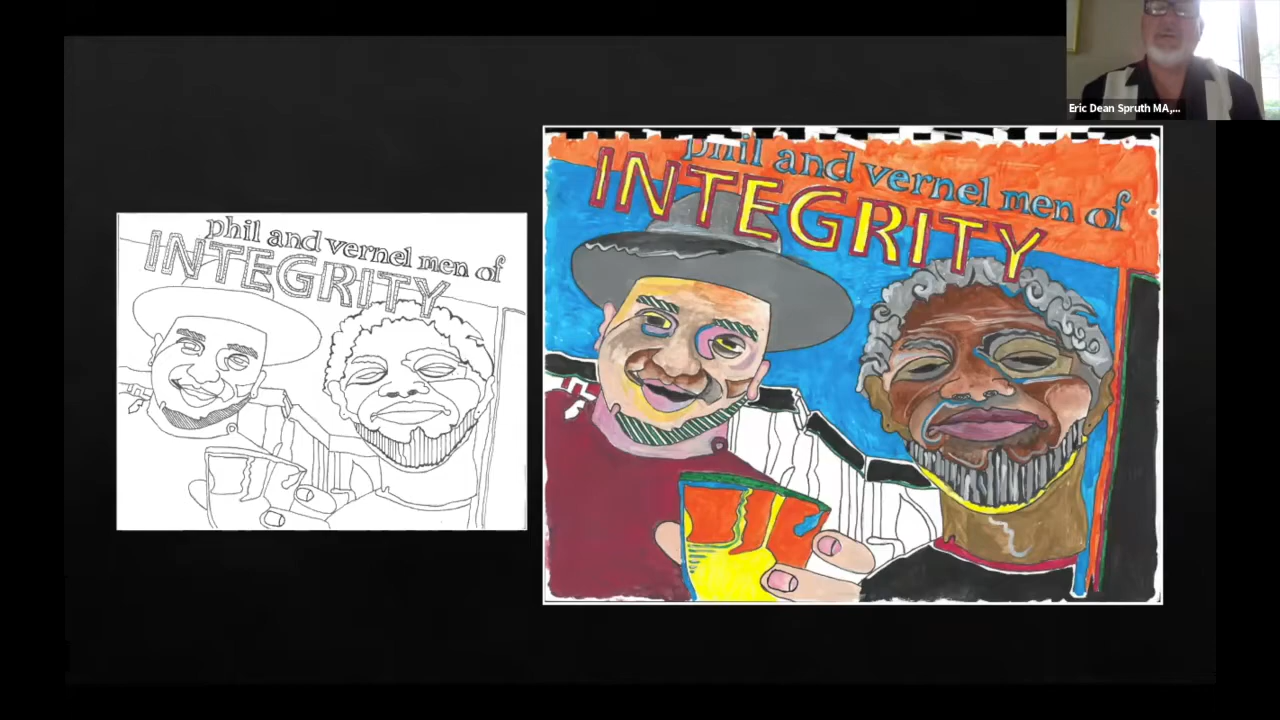 Eric Dean Spruth MA,...
phil and vernel men of
INTEGRITY
phil and vernel men of
INTEGRITY